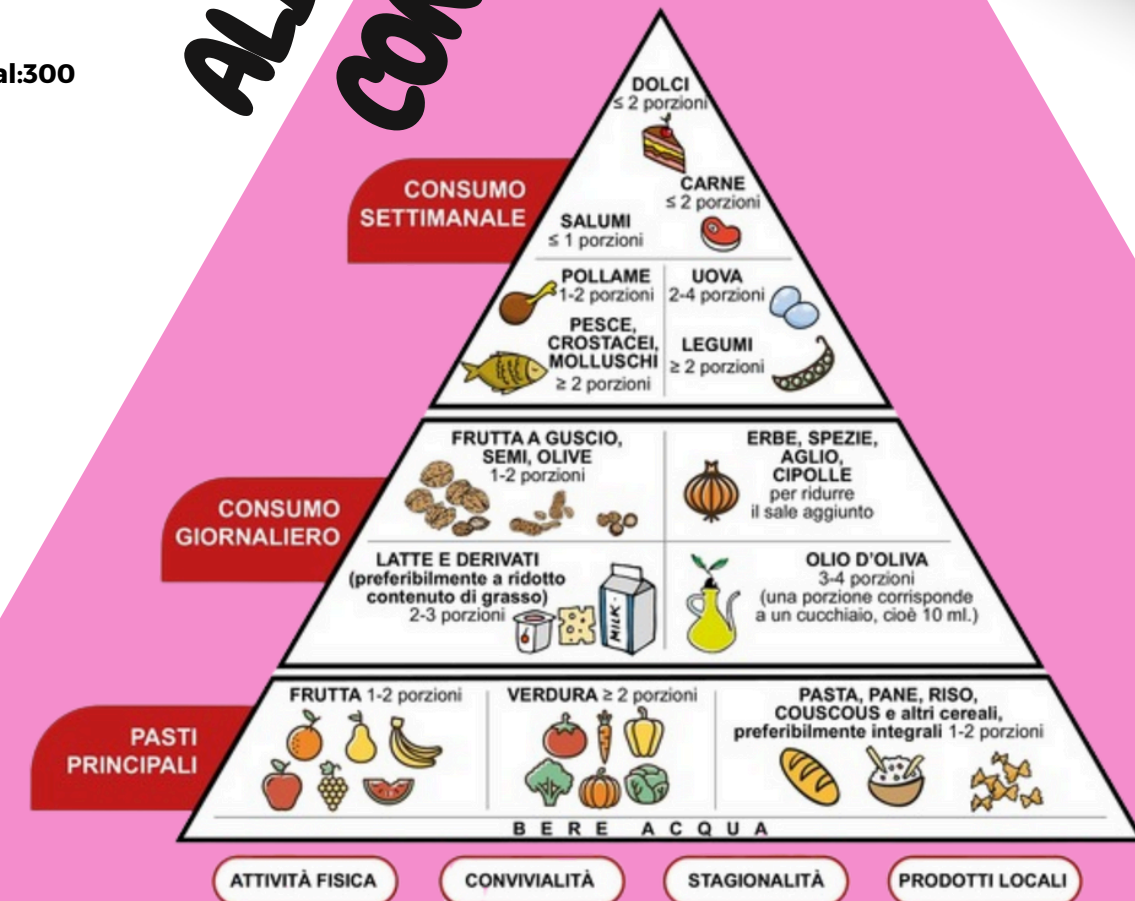 al:300
DOLCI
≤ 2 porzioni
CONSUMO
SETTIMANALE
CARNE
≤ 2 porzioni
SALUMI
≤ 1 porzioni
POLLAME
1-2 porzioni
UOVA
2-4 porzioni
PESCE,
CROSTACEI,
MOLLUSCHI
≥ 2 porzioni
LEGUMI
≥ 2 porzioni
FRUTTA A GUSCIO,
SEMI, OLIVE
1-2 porzioni
ERBE, SPEZIE,
AGLIO,
CIPOLLE
per ridurre
il sale aggiunto
CONSUMO
GIORNALIERO
LATTE E DERIVATI
(preferibilmente a ridotto
contenuto di grasso)
2-3 porzioni
MILK
OLIO D'OLIVA
3-4 porzioni
(una porzione corrisponde
a un cucchiaio, cioè 10 ml.)
PASTI
PRINCIPALI
FRUTTA 1-2 porzioni
VERDURA ≥ 2 porzioni
PASTA, PANE, RISO,
COUSCOUS e altri cereali,
preferibilmente integrali 1-2 porzioni
BERE ACQUA
ATTIVITÀ FISICA
CONVIVIALITÀ
STAGIONALITÀ
PRODOTTI LOCALI